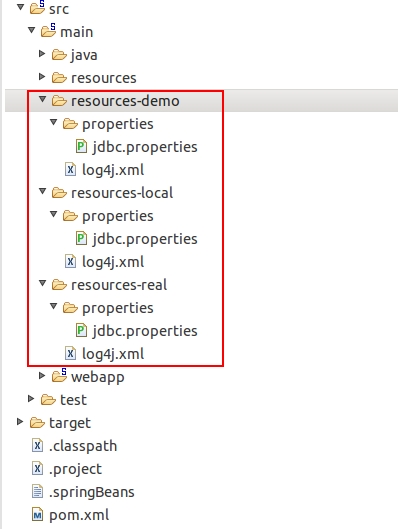 src
main
java
resources
resources-demo
properties
jdbc.properties
log4j.xml
resources-local
properties
jdbc.properties
log4j.xml
resources-real
properties
jdbc.properties
log4j.xml
webapp
test
target
.classpath
.project
.springBeans
pom.xml